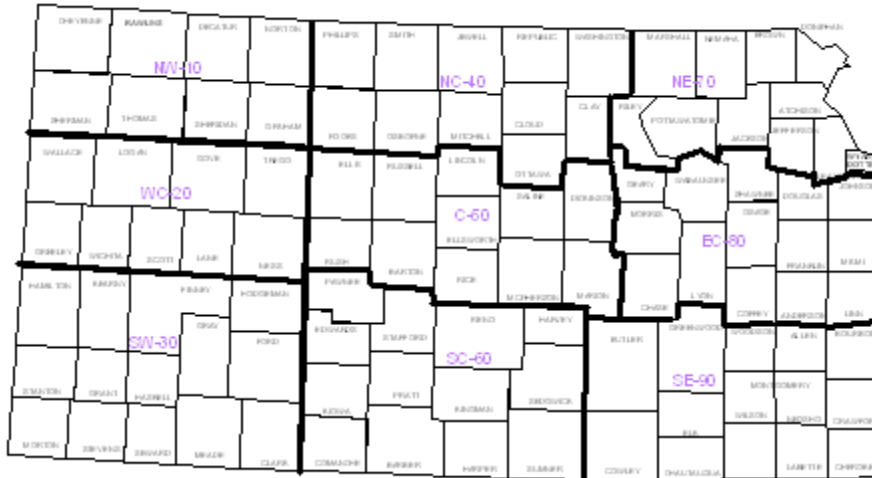 CHEYENNE RAWLINS DECATUR NORTON PHILLIPS SMITH JEWELL REPUBLIC WASHINGTON MARSHALL NEMAHA BROWN DONIPHAN
NW-10 NC-40 NE-70
SHERMAN THOMAS SHERIDAN GRAHAM ROOKS OSBORNE MITCHELL CLOUD CLAY RILEY POTTAWATOMIE JACKSON ATCHISON JEFFERSON
WALLACE LOGAN GOVE TREGO ELLIS RUSSELL LINCOLN OTTAWA
SALINE DICKINSON GEARY WABAUNSEE SHAWNEE DOUGLAS JOHNSON
WC-20 C-50 EC-80
ELLSWORTH MORRIS OSAGE
GREELEY WICHITA SCOTT LANE NESS RUSH BARTON RICE MCPHERSON MARION CHASE LYON FRANKLIN MIAMI
HAMILTON KEARNY FINNEY HODGEMAN PAWNEE COFFEY ANDERSON LINN
SW-30 SC-60 SE-90
GRAY FORD EDWARDS STAFFORD RENO HARVEY BUTLER GREENWOOD WOODSON ALLEN BOURBON
STANTON GRANT HASKELL KIOWA PRATT KINGMAN SEDGWICK ELK WILSON MONTGOMERY NEOSHO CRAWFORD
MORTON STEVENS SEWARD MEADE CLARK COMANCHE BARBER HARPER SUMNER COWLEY CHAUTAUQUA LABETTE CHEROKE